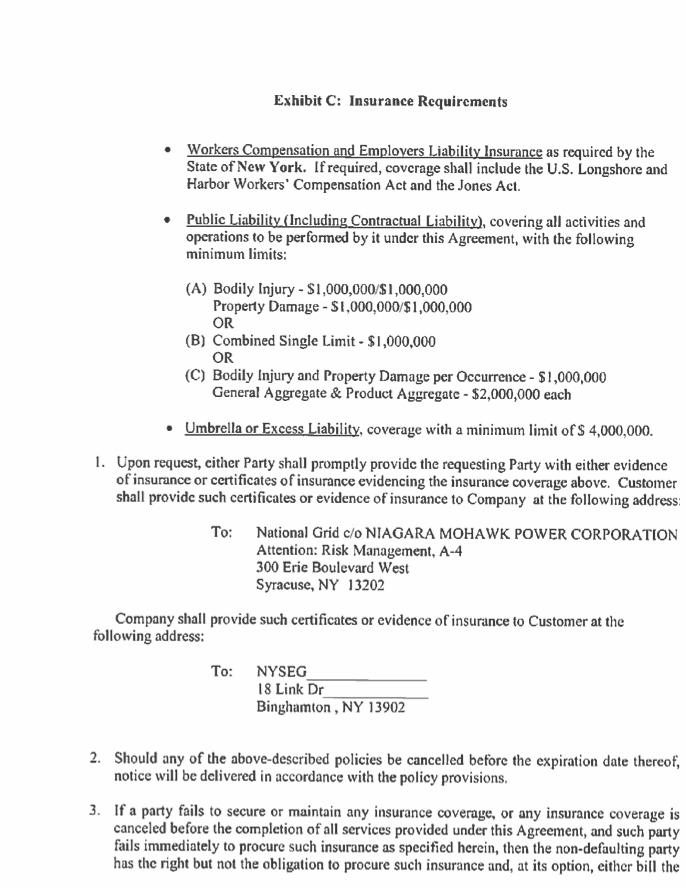 Exhibit C: Insurance Requirements
• Workers Compensation and Employers Liability Insurance as required by the
State of New York. If required, coverage shall include the U.S. Longshore and
Harbor Workers' Compensation Act and the Jones Act.
• Public Liability (Including Contractual Liability), covering all activities and
operations to be performed by it under this Agreement, with the following
minimum limits:
(A) Bodily Injury - $1,000,000/$1,000,000
Property Damage - $1,000,000/$1,000,000
OR
(B) Combined Single Limit - $1,000,000
OR
(C) Bodily Injury and Property Damage per Occurrence - $1,000,000
General Aggregate & Product Aggregate - $2,000,000 each
• Umbrella or Excess Liability, coverage with a minimum limit of $ 4,000,000.
1. Upon request, either Party shall promptly provide the requesting Party with either evidence
of insurance or certificates of insurance evidencing the insurance coverage above. Customer
shall provide such certificates or evidence of insurance to Company at the following address:
To: National Grid c/o NIAGARA MOHAWK POWER CORPORATION
Attention: Risk Management, A-4
300 Erie Boulevard West
Syracuse, NY 13202
Company shall provide such certificates or evidence of insurance to Customer at the
following address:
To: NYSEG
18 Link Dr
Binghamton , NY 13902
2. Should any of the above-described policies be cancelled before the expiration date thereof,
notice will be delivered in accordance with the policy provisions.
3. If a party fails to secure or maintain any insurance coverage, or any insurance coverage is
canceled before the completion of all services provided under this Agreement, and such party
fails immediately to procure such insurance as specified herein, then the non-defaulting party
has the right but not the obligation to procure such insurance and, at its option, either bill the